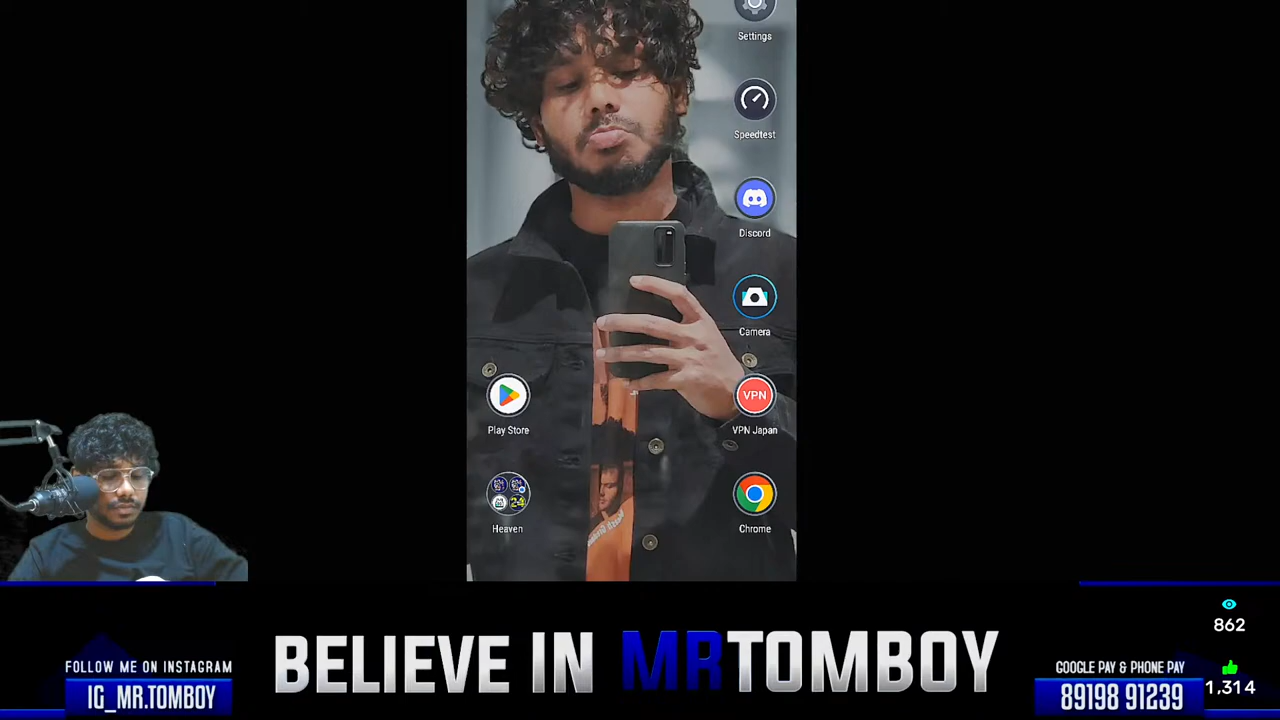 Settings
Speedtest
Discord
Camera
VPN
Play Store
VPN Japan
24
Heaven
Chrome
862
FOLLOW ME ON INSTAGRAM
IG_MR.TOMBOY
BELIEVE IN MRTOMBOY
GOOGLE PAY & PHONE PAY
89198 91239
1,314